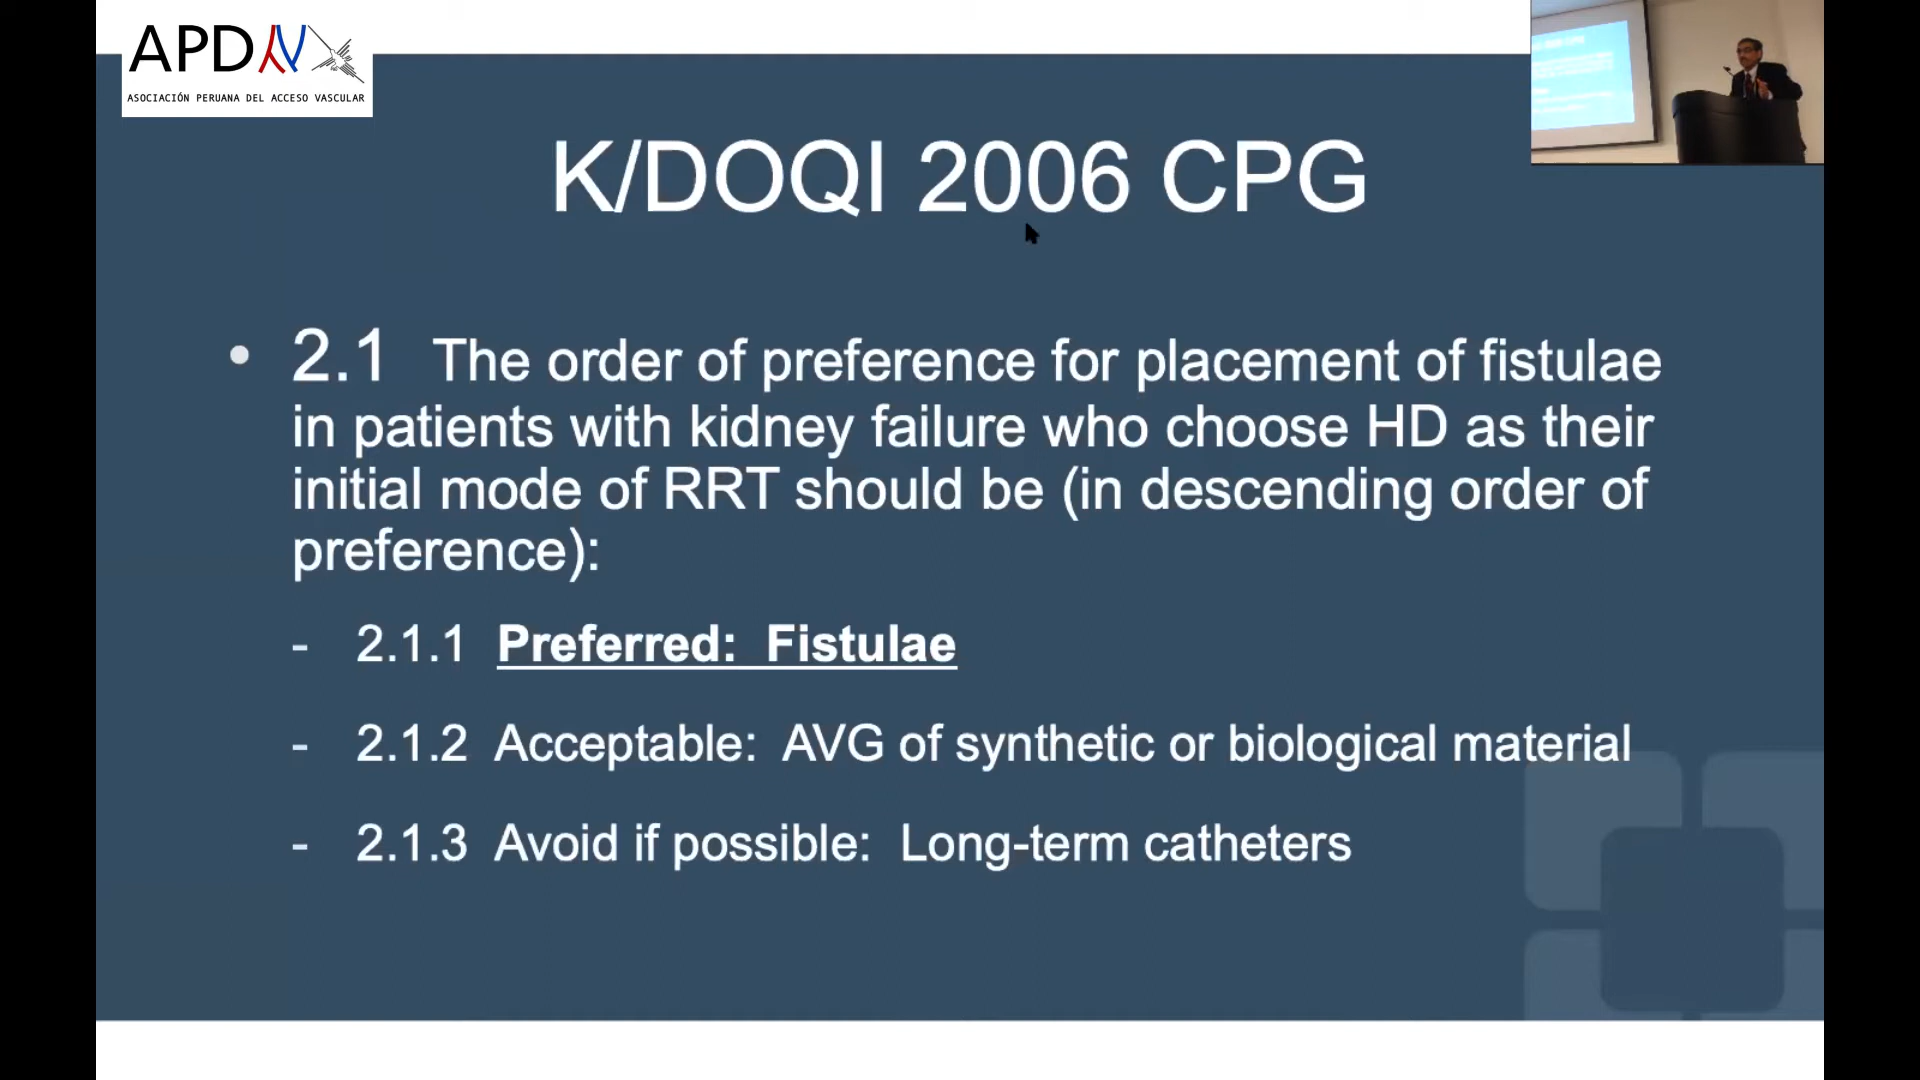 APDAV
ASOCIACIÓN PERUANA DEL ACCESO VASCULAR
K/DOQI 2006 CPG
• 2.1 The order of preference for placement of fistulae
in patients with kidney failure who choose HD as their
initial mode of RRT should be (in descending order of
preference):
- 2.1.1 Preferred: Fistulae
- 2.1.2 Acceptable: AVG of synthetic or biological material
- 2.1.3 Avoid if possible: Long-term catheters